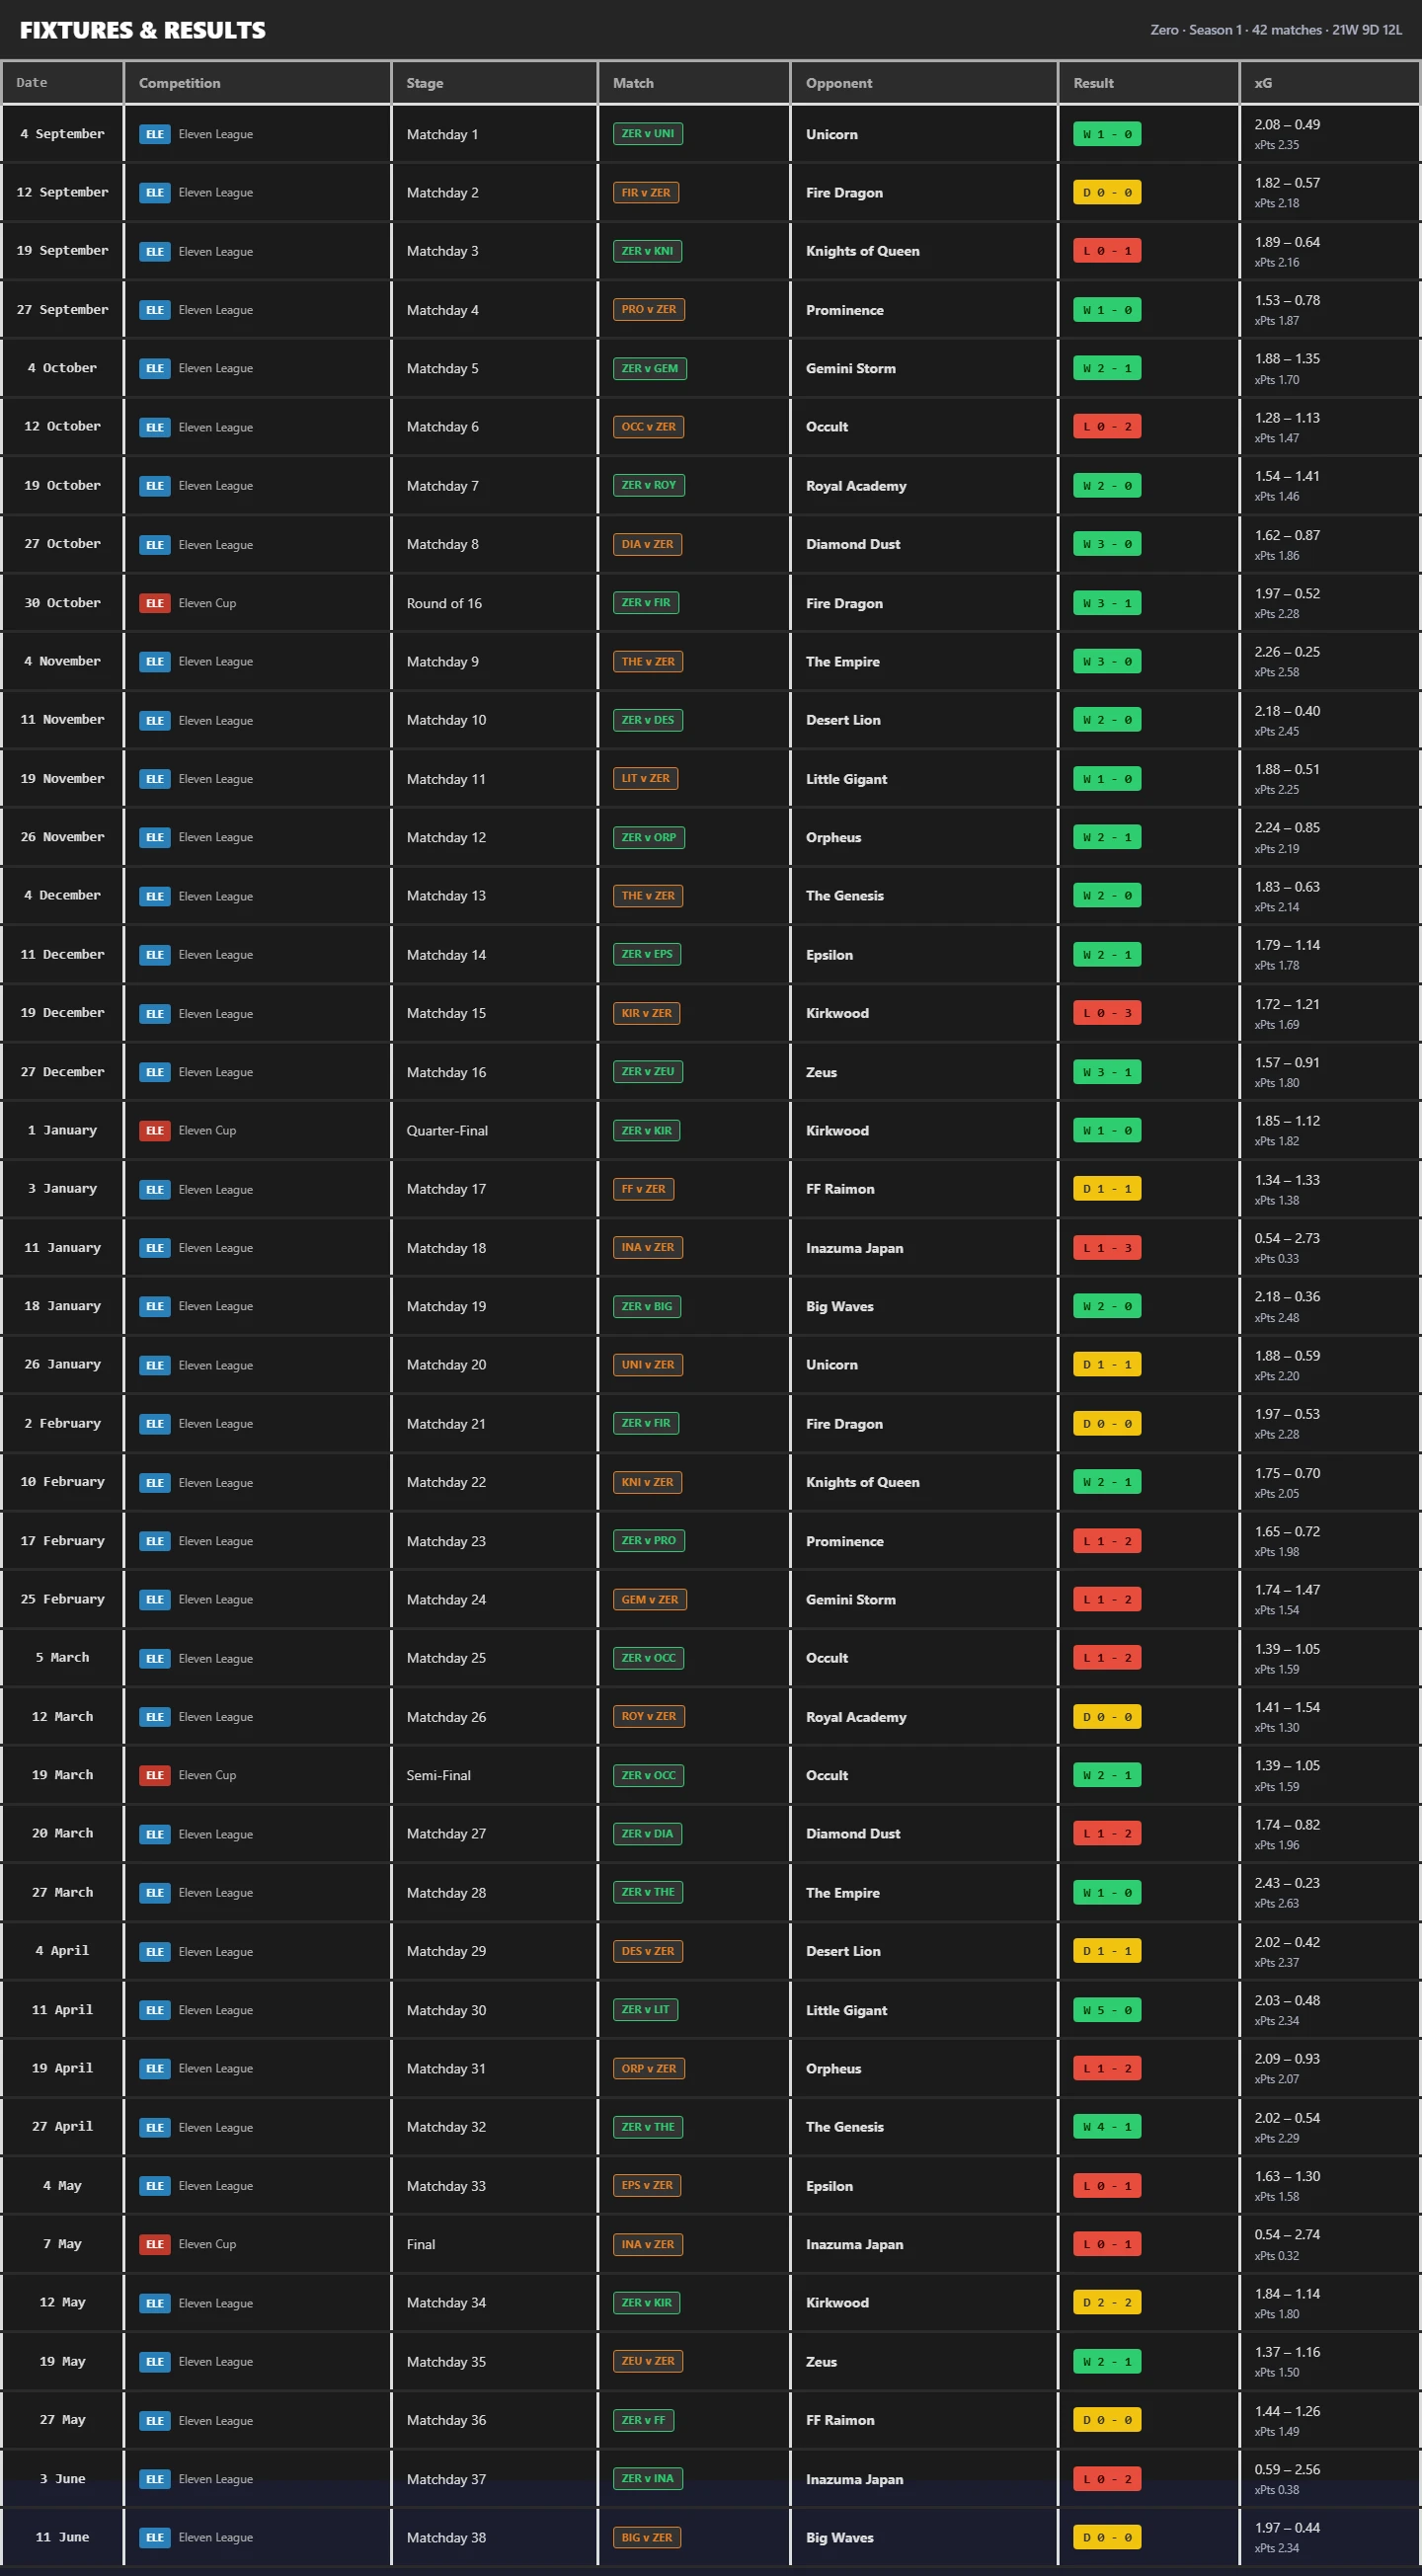 FIXTURES & RESULTS
Zero · Season 1 · 42 matches · 21W 9D 12L
Date Competition Stage Match Opponent Result xG
4 September ELE Eleven League Matchday 1 ZER v UNI Unicorn W 1 - 0 2.08 – 0.49
xPts 2.35
12 September ELE Eleven League Matchday 2 FIR v ZER Fire Dragon D 0 - 0 1.82 – 0.57
xPts 2.18
19 September ELE Eleven League Matchday 3 ZER v KNI Knights of Queen L 0 - 1 1.89 – 0.64
xPts 2.16
27 September ELE Eleven League Matchday 4 PRO v ZER Prominence W 1 - 0 1.53 – 0.78
xPts 1.87
4 October ELE Eleven League Matchday 5 ZER v GEM Gemini Storm W 2 - 1 1.88 – 1.35
xPts 1.70
12 October ELE Eleven League Matchday 6 OCC v ZER Occult L 0 - 2 1.28 – 1.13
xPts 1.47
19 October ELE Eleven League Matchday 7 ZER v ROY Royal Academy W 2 - 0 1.54 – 1.41
xPts 1.46
27 October ELE Eleven League Matchday 8 DIA v ZER Diamond Dust W 3 - 0 1.62 – 0.87
xPts 1.86
30 October ELE Eleven Cup Round of 16 ZER v FIR Fire Dragon W 3 - 1 1.97 – 0.52
xPts 2.28
4 November ELE Eleven League Matchday 9 THE v ZER The Empire W 3 - 0 2.26 – 0.25
xPts 2.58
11 November ELE Eleven League Matchday 10 ZER v DES Desert Lion W 2 - 0 2.18 – 0.40
xPts 2.45
19 November ELE Eleven League Matchday 11 LIT v ZER Little Gigant W 1 - 0 1.88 – 0.51
xPts 2.25
26 November ELE Eleven League Matchday 12 ZER v ORP Orpheus W 2 - 1 2.24 – 0.85
xPts 2.19
4 December ELE Eleven League Matchday 13 THE v ZER The Genesis W 2 - 0 1.83 – 0.63
xPts 2.14
11 December ELE Eleven League Matchday 14 ZER v EPS Epsilon W 2 - 1 1.79 – 1.14
xPts 1.78
19 December ELE Eleven League Matchday 15 KIR v ZER Kirkwood L 0 - 3 1.72 – 1.21
xPts 1.69
27 December ELE Eleven League Matchday 16 ZER v ZEU Zeus W 3 - 1 1.57 – 0.91
xPts 1.80
1 January ELE Eleven Cup Quarter-Final ZER v KIR Kirkwood W 1 - 0 1.85 – 1.12
xPts 1.82
3 January ELE Eleven League Matchday 17 FF v ZER FF Raimon D 1 - 1 1.34 – 1.33
xPts 1.38
11 January ELE Eleven League Matchday 18 INA v ZER Inazuma Japan L 1 - 3 0.54 – 2.73
xPts 0.33
18 January ELE Eleven League Matchday 19 ZER v BIG Big Waves W 2 - 0 2.18 – 0.36
xPts 2.48
26 January ELE Eleven League Matchday 20 UNI v ZER Unicorn D 1 - 1 1.88 – 0.59
xPts 2.20
2 February ELE Eleven League Matchday 21 ZER v FIR Fire Dragon D 0 - 0 1.97 – 0.53
xPts 2.28
10 February ELE Eleven League Matchday 22 KNI v ZER Knights of Queen W 2 - 1 1.75 – 0.70
xPts 2.05
17 February ELE Eleven League Matchday 23 ZER v PRO Prominence L 1 - 2 1.65 – 0.72
xPts 1.98
25 February ELE Eleven League Matchday 24 GEM v ZER Gemini Storm L 1 - 2 1.74 – 1.47
xPts 1.54
5 March ELE Eleven League Matchday 25 ZER v OCC Occult L 1 - 2 1.39 – 1.05
xPts 1.59
12 March ELE Eleven League Matchday 26 ROY v ZER Royal Academy D 0 - 0 1.41 – 1.54
xPts 1.30
19 March ELE Eleven Cup Semi-Final ZER v OCC Occult W 2 - 1 1.39 – 1.05
xPts 1.59
20 March ELE Eleven League Matchday 27 ZER v DIA Diamond Dust L 1 - 2 1.74 – 0.82
xPts 1.96
27 March ELE Eleven League Matchday 28 ZER v THE The Empire W 1 - 0 2.43 – 0.23
xPts 2.63
4 April ELE Eleven League Matchday 29 DES v ZER Desert Lion D 1 - 1 2.02 – 0.42
xPts 2.37
11 April ELE Eleven League Matchday 30 ZER v LIT Little Gigant W 5 - 0 2.03 – 0.48
xPts 2.34
19 April ELE Eleven League Matchday 31 ORP v ZER Orpheus L 1 - 2 2.09 – 0.93
xPts 2.07
27 April ELE Eleven League Matchday 32 ZER v THE The Genesis W 4 - 1 2.02 – 0.54
xPts 2.29
4 May ELE Eleven League Matchday 33 EPS v ZER Epsilon L 0 - 1 1.63 – 1.30
xPts 1.58
7 May ELE Eleven Cup Final INA v ZER Inazuma Japan L 0 - 1 0.54 – 2.74
xPts 0.32
12 May ELE Eleven League Matchday 34 ZER v KIR Kirkwood D 2 - 2 1.84 – 1.14
xPts 1.80
19 May ELE Eleven League Matchday 35 ZEU v ZER Zeus W 2 - 1 1.37 – 1.16
xPts 1.50
27 May ELE Eleven League Matchday 36 ZER v FF FF Raimon D 0 - 0 1.44 – 1.26
xPts 1.49
3 June ELE Eleven League Matchday 37 ZER v INA Inazuma Japan L 0 - 2 0.59 – 2.56
xPts 0.38
11 June ELE Eleven League Matchday 38 BIG v ZER Big Waves D 0 - 0 1.97 – 0.44
xPts 2.34